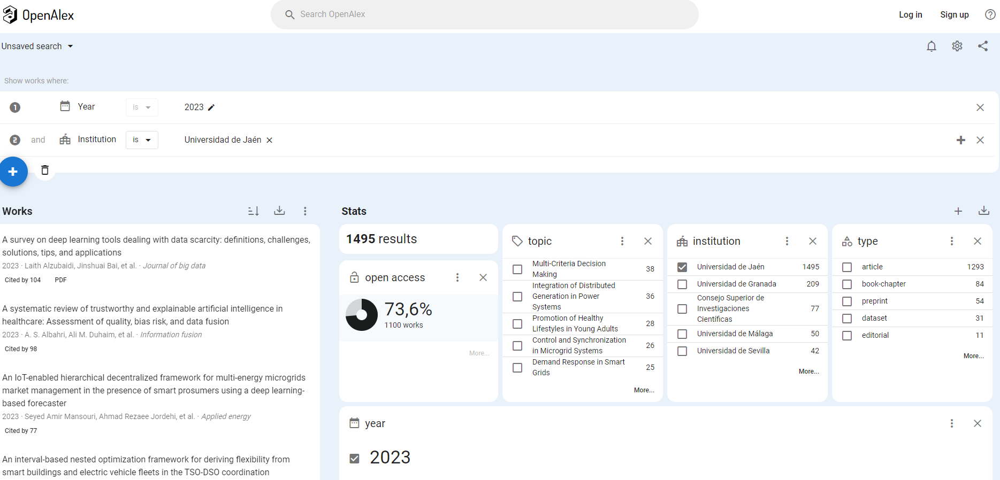 OpenAlex
Search OpenAlex
Log in
Sign up
Unsaved search
Show works where:
1 Year is 2023
2 and Institution is Universidad de Jaén
Works
A survey on deep learning tools dealing with data scarcity: definitions, challenges,
solutions, tips, and applications
2023 · Laith Alzubaidi, Jinshuai Bai, et al. · Journal of big data
Cited by 104 PDF
A systematic review of trustworthy and explainable artificial intelligence in
healthcare: Assessment of quality, bias risk, and data fusion
2023 · A. S. Albahri, Ali M. Duhaim, et al. · Information fusion
Cited by 98
An IoT-enabled hierarchical decentralized framework for multi-energy microgrids
market management in the presence of smart prosumers using a deep learning-
based forecaster
2023 · Seyed Amir Mansouri, Ahmad Rezaee Jordehi, et al. · Applied energy
Cited by 77
An interval-based nested optimization framework for deriving flexibility from
smart buildings and electric vehicle fleets in the TSO-DSO coordination
Stats
1495 results
open access
73,6%
1100 works
More...
topic
Multi-Criteria Decision
Making 38
Integration of Distributed
Generation in Power 36
Systems
Promotion of Healthy
Lifestyles in Young Adults 28
Control and Synchronization
in Microgrid Systems 26
Demand Response in Smart
Grids 25
More...
institution
Universidad de Jaén 1495
Universidad de Granada 209
Consejo Superior de
Investigaciones 77
Científicas
Universidad de Málaga 50
Universidad de Sevilla 42
More...
type
article 1293
book-chapter 84
preprint 54
dataset 31
editorial 11
More...
year
2023